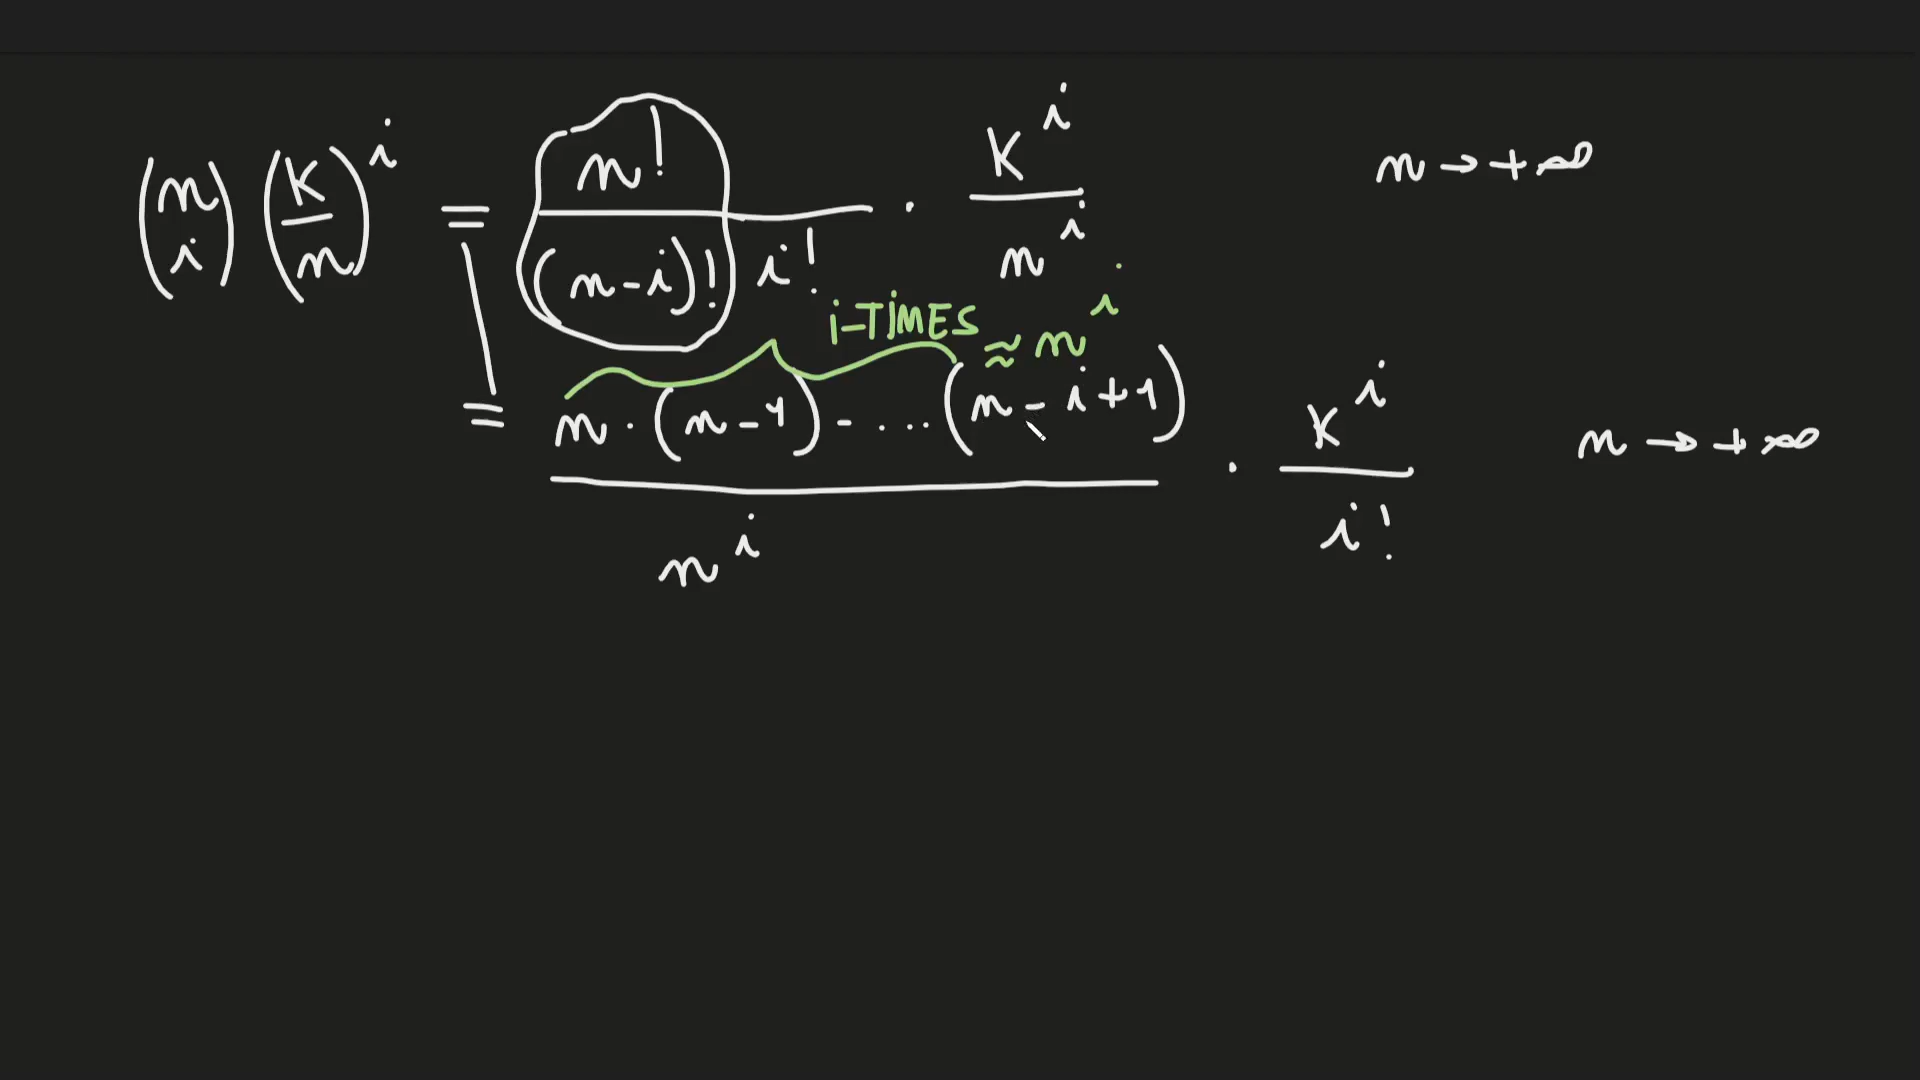 (n i) (K/n)^i = n!/((n-i)! i!) · K^i/n^i n → +∞
i-TIMES ≈ n^i
= n · (n-1) - .... (n-i+1)/n^i · K^i/i! n → +∞